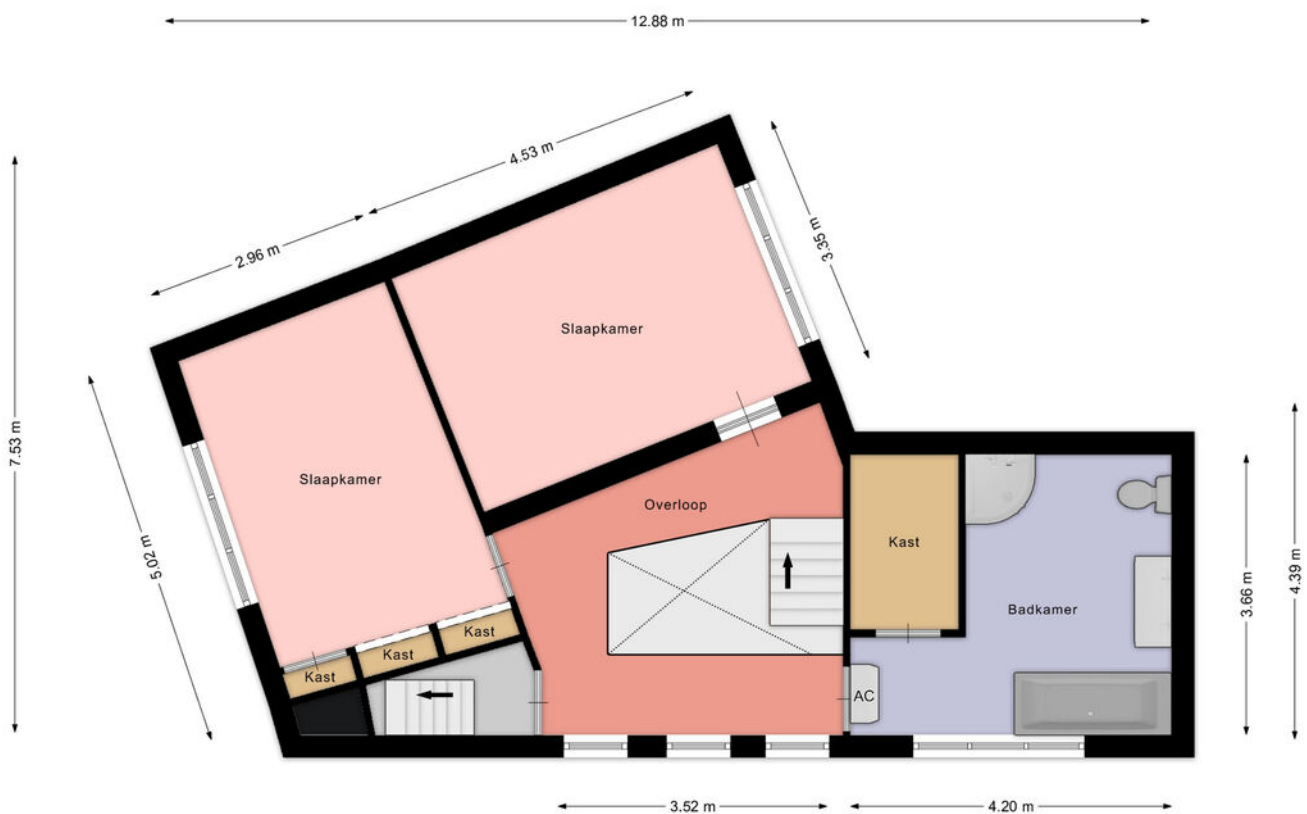 12.88 m
4.53 m
2.96 m
3.35 m
7.53 m
Slaapkamer
4.39 m
Slaapkamer
Overloop
5.02 m
Kast
3.66 m
Badkamer
Kast
Kast
Kast
AC
3.52 m
4.20 m